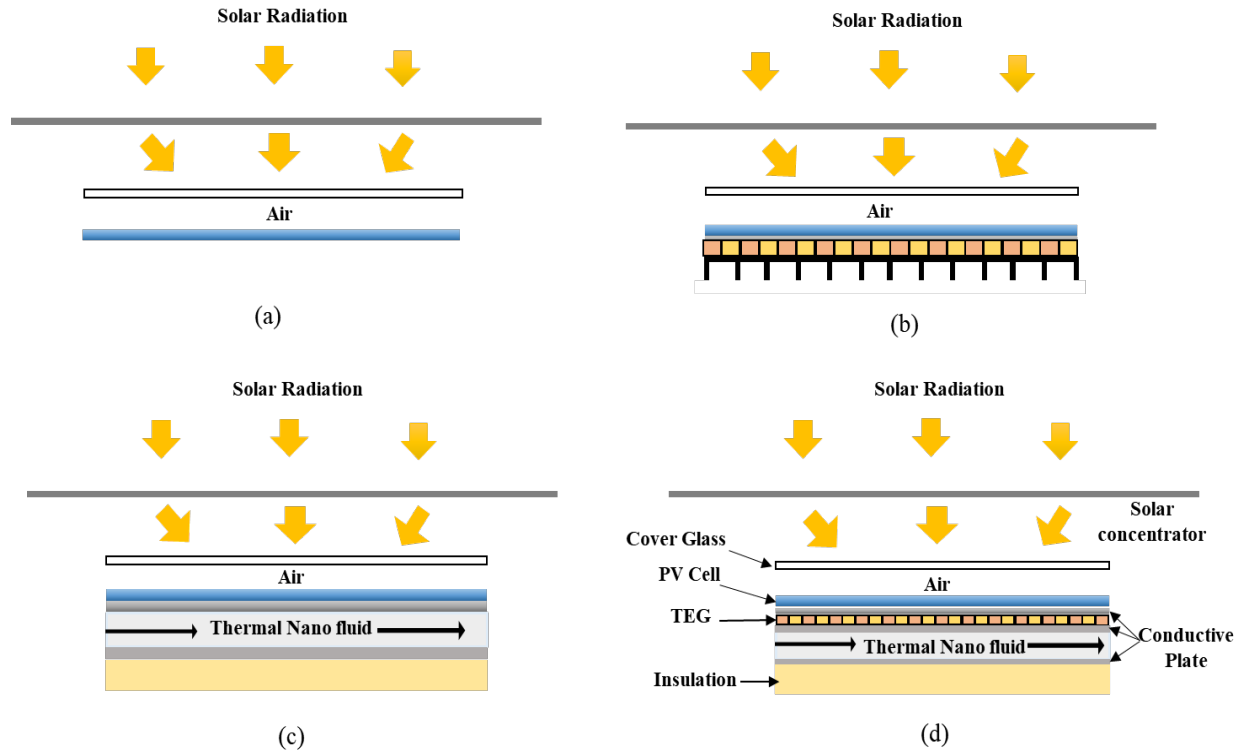 Solar Radiation
Air
(a)
Solar Radiation
Air
(b)
Solar Radiation
Air
Thermal Nano fluid
(c)
Solar Radiation
Solar
concentrator
Cover Glass
Air
PV Cell
TEG
Thermal Nano fluid
Conductive
Plate
Insulation
(d)